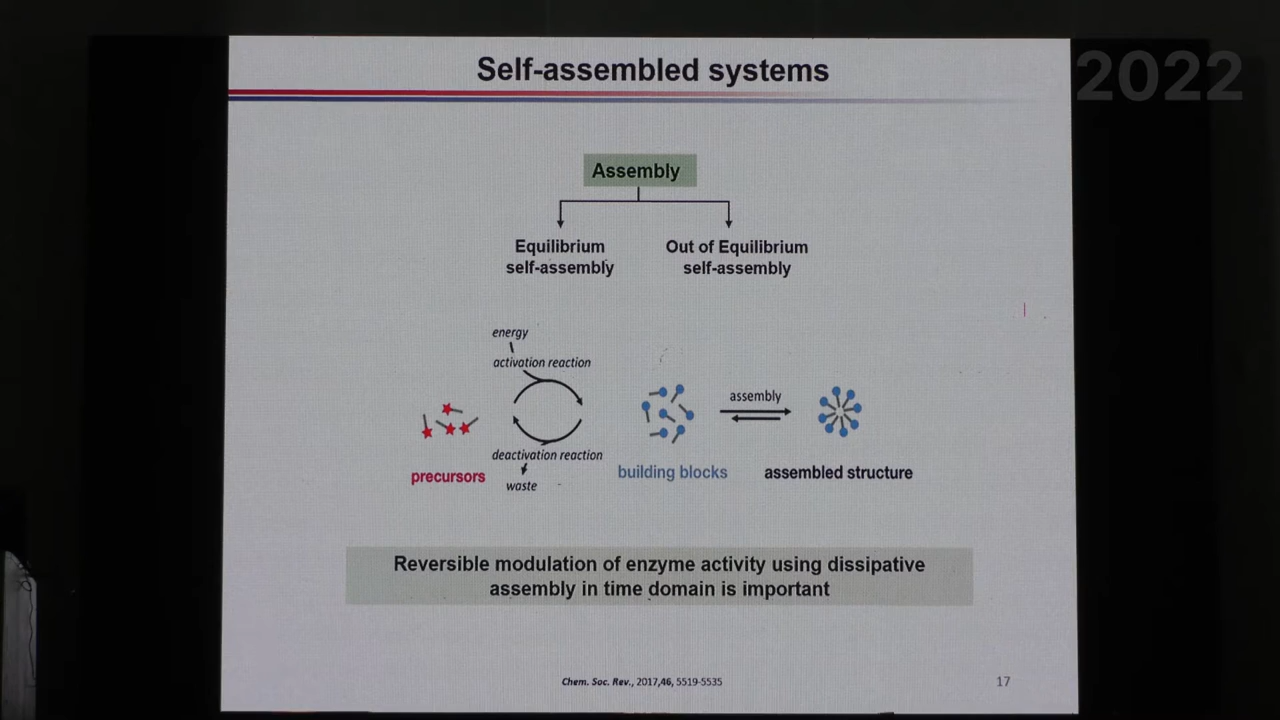 Self-assembled systems
2022
Assembly
Equilibrium
self-assembly
Out of Equilibrium
self-assembly
energy
activation reaction
deactivation reaction
waste
precursors
building blocks
assembly
assembled structure
Reversible modulation of enzyme activity using dissipative
assembly in time domain is important
Chem. Soc. Rev., 2017,46, 5519-5535
17